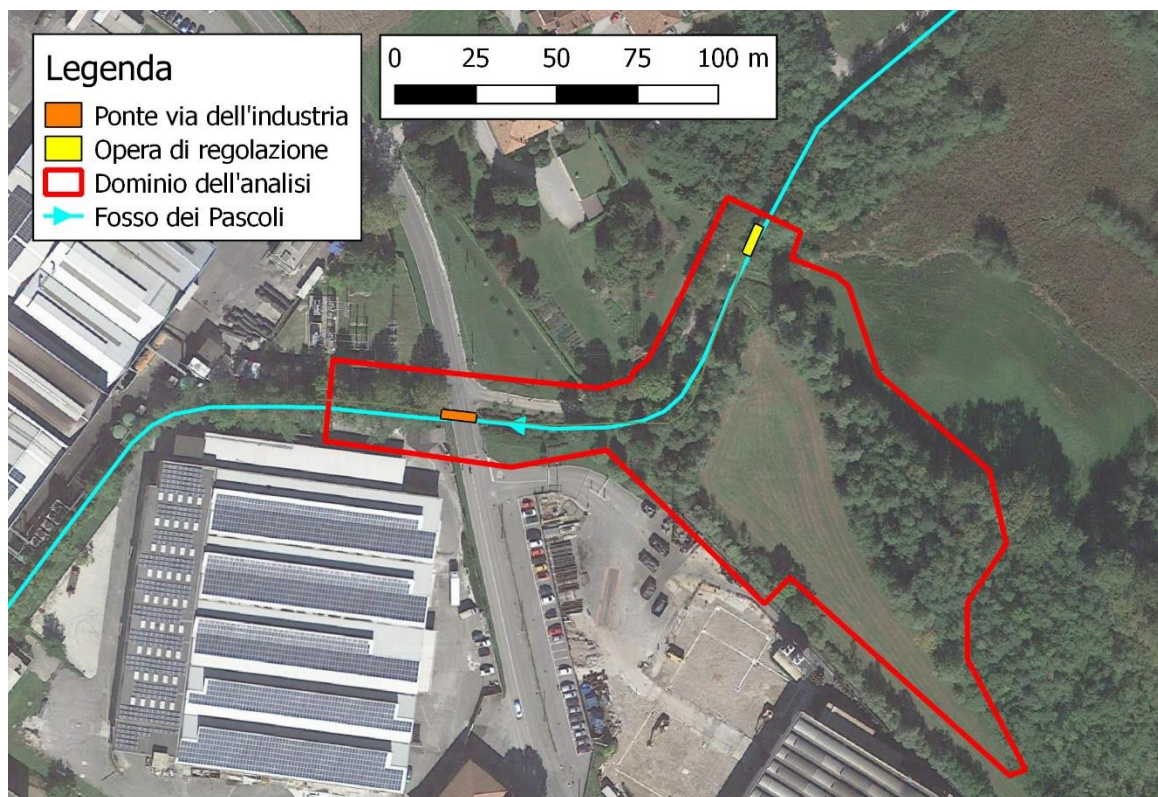 Legenda
Ponte via dell'industria
Opera di regolazione
Dominio dell'analisi
Fosso dei Pascoli
0 25 50 75 100 m